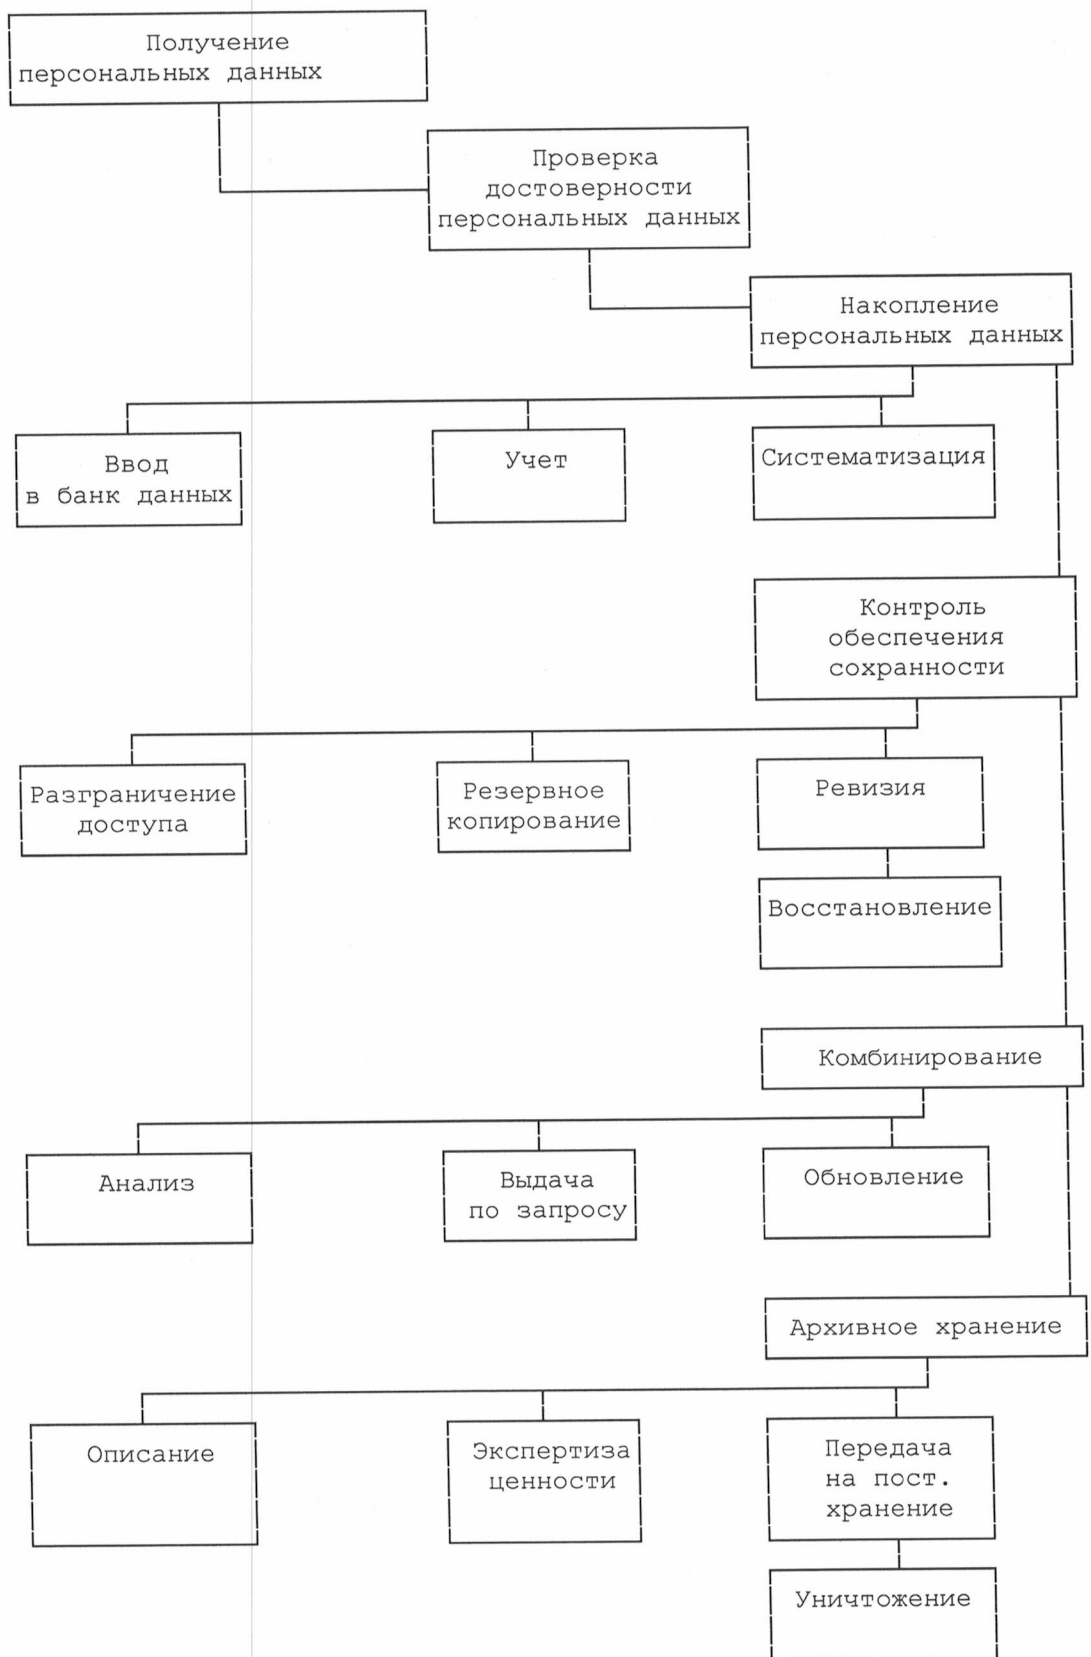 Получение
персональных данных
Проверка
достоверности
персональных данных
Накопление
персональных данных
Ввод
в банк данных
Учет
Систематизация
Контроль
обеспечения
сохранности
Разграничение
доступа
Резервное
копирование
Ревизия
Восстановление
Комбинирование
Анализ
Выдача
по запросу
Обновление
Архивное хранение
Описание
Экспертиза
ценности
Передача
на пост.
хранение
Уничтожение